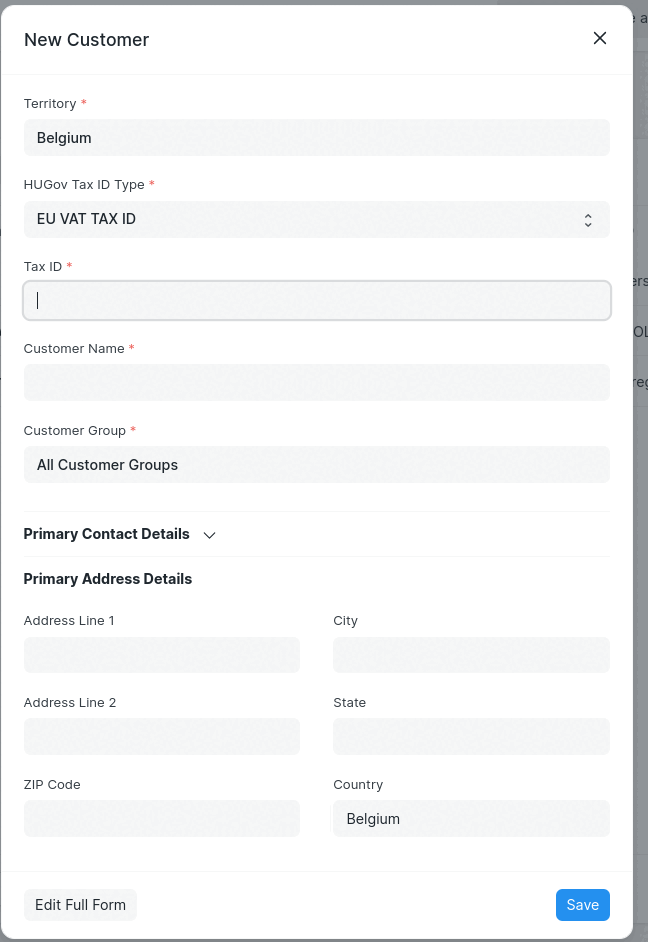 New Customer
Territory *
Belgium
HUGov Tax ID Type *
EU VAT TAX ID
Tax ID *
Customer Name *
Customer Group *
All Customer Groups
Primary Contact Details
Primary Address Details
Address Line 1
City
Address Line 2
State
ZIP Code
Country
Belgium
Edit Full Form
Save